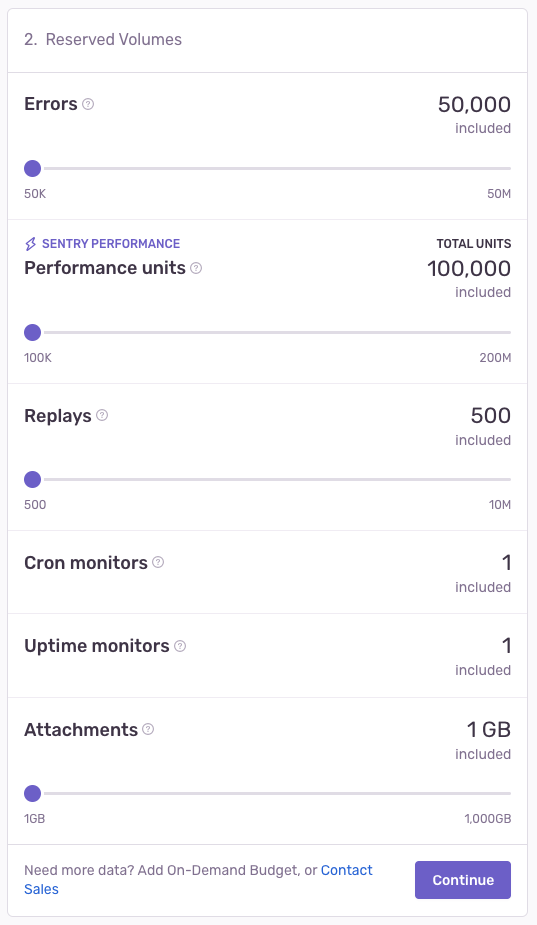 2. Reserved Volumes
Errors
50,000
included
50K
50M
SENTRY PERFORMANCE
TOTAL UNITS
Performance units
100,000
included
100K
200M
Replays
500
included
500
10M
Cron monitors
1
included
Uptime monitors
1
included
Attachments
1 GB
included
1GB
1,000GB
Need more data? Add On-Demand Budget, or Contact
Sales
Continue